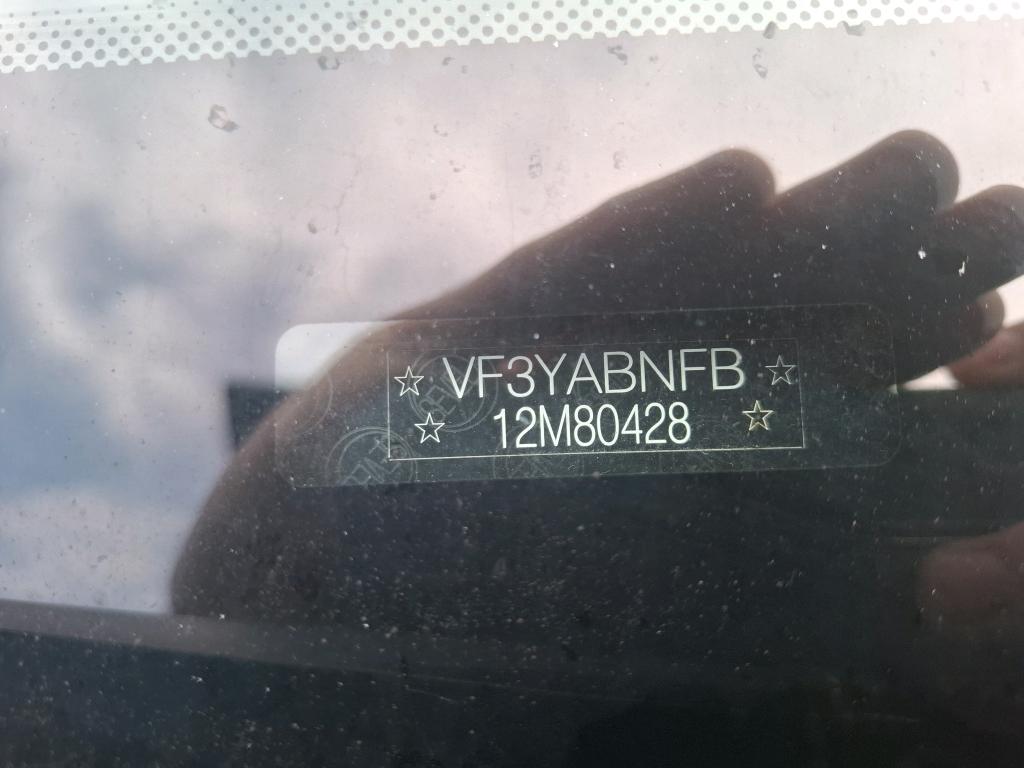 ☆ VF3YABNFB ☆
☆ 12M80428 ☆